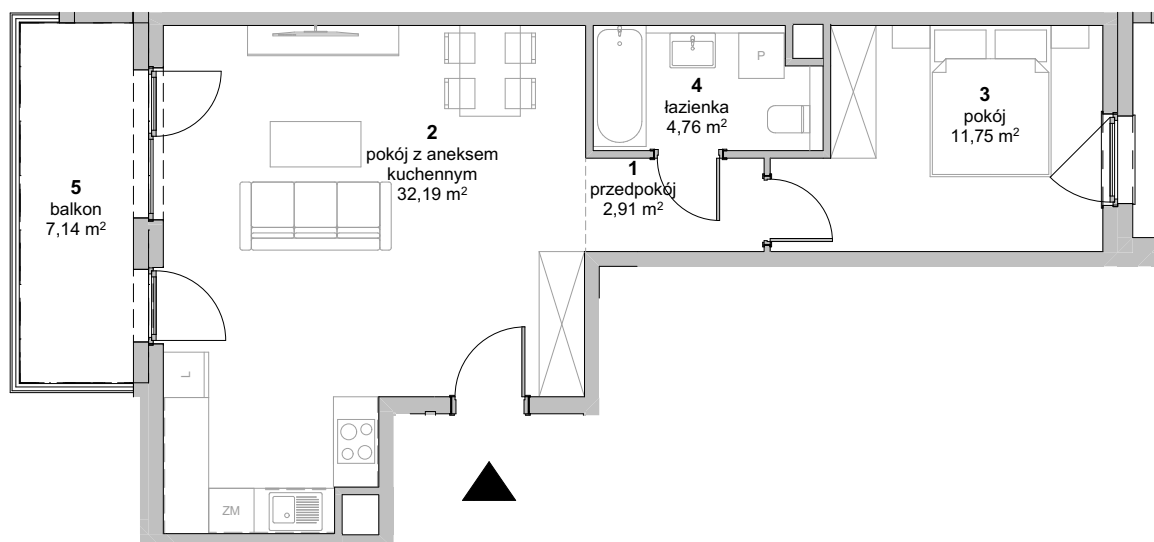 5
balkon
7,14 m²
2
pokój z aneksem
kuchennym
32,19 m²
1
przedpokój
2,91 m²
4
łazienka
4,76 m²
P
3
pokój
11,75 m²
L
ZM